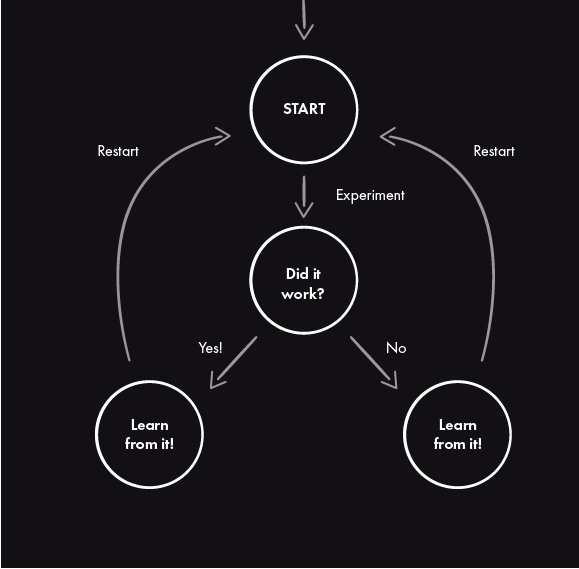 START
Restart
Restart
Experiment
Did it
work?
Yes!
No
Learn
from it!
Learn
from it!